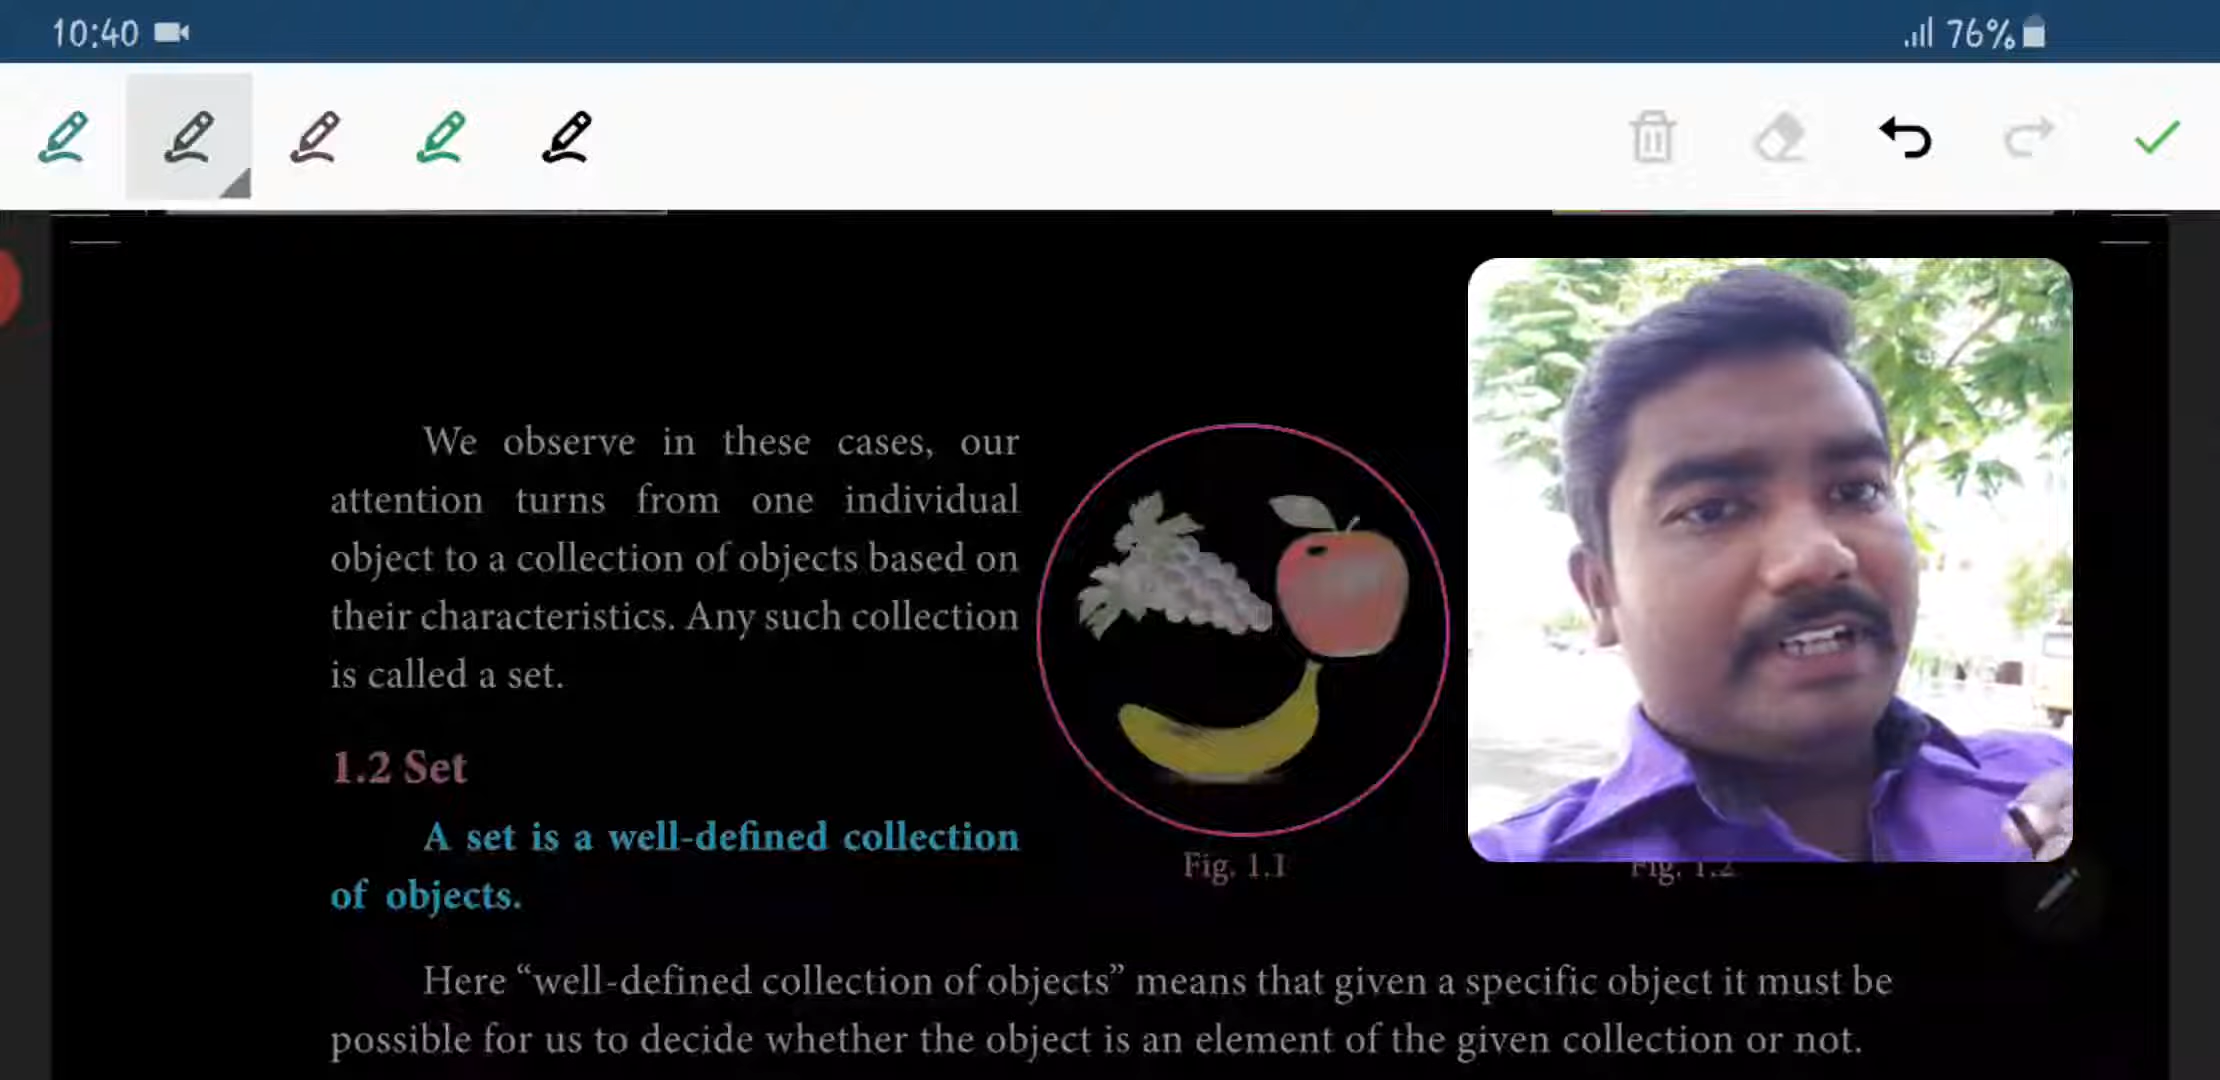 10:40
76%
We observe in these cases, our
attention turns from one individual
object to a collection of objects based on
their characteristics. Any such collection
is called a set.
1.2 Set
A set is a well-defined collection
of objects.
Fig. 1.1
Fig. 1.2
Here “well-defined collection of objects” means that given a specific object it must be
possible for us to decide whether the object is an element of the given collection or not.